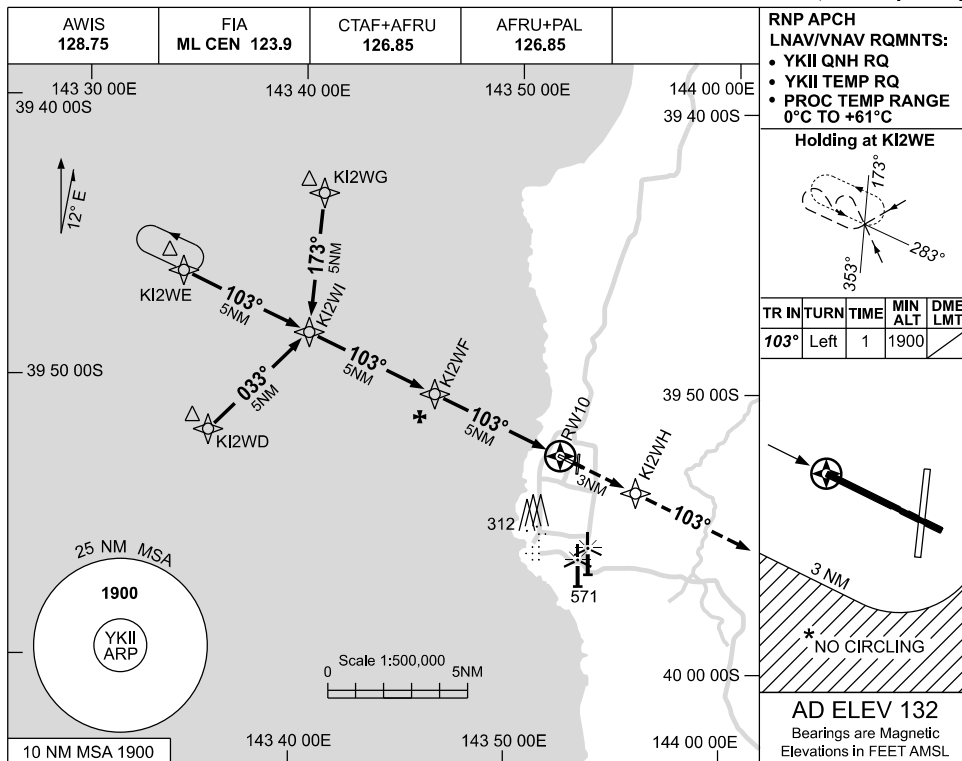 AWIS
128.75
FIA
ML CEN 123.9
CTAF+AFRU
126.85
AFRU+PAL
126.85
RNP APCH
LNAV/VNAV RQMNTS:
• YKII QNH RQ
• YKII TEMP RQ
• PROC TEMP RANGE
0°C TO +61°C
Holding at KI2WE
173°
283°
353°
TR IN TURN TIME MIN ALT DME LMT
103° Left 1 1900
143 30 00E
143 40 00E
143 50 00E
144 00 00E
39 40 00S
39 40 00S
12° E
KI2WG
173°
5NM
KI2WE
103°
5NM
KI2WI
033°
5NM
KI2WD
103°
5NM
KI2WF
39 50 00S
39 50 00S
103°
5NM
RW10
3NM
KI2WH
103°
312
571
25 NM MSA
1900
YKII
ARP
Scale 1:500,000
0 5NM
40 00 00S
10 NM MSA 1900
143 40 00E
143 50 00E
144 00 00E
3 NM
*NO CIRCLING
AD ELEV 132
Bearings are Magnetic
Elevations in FEET AMSL